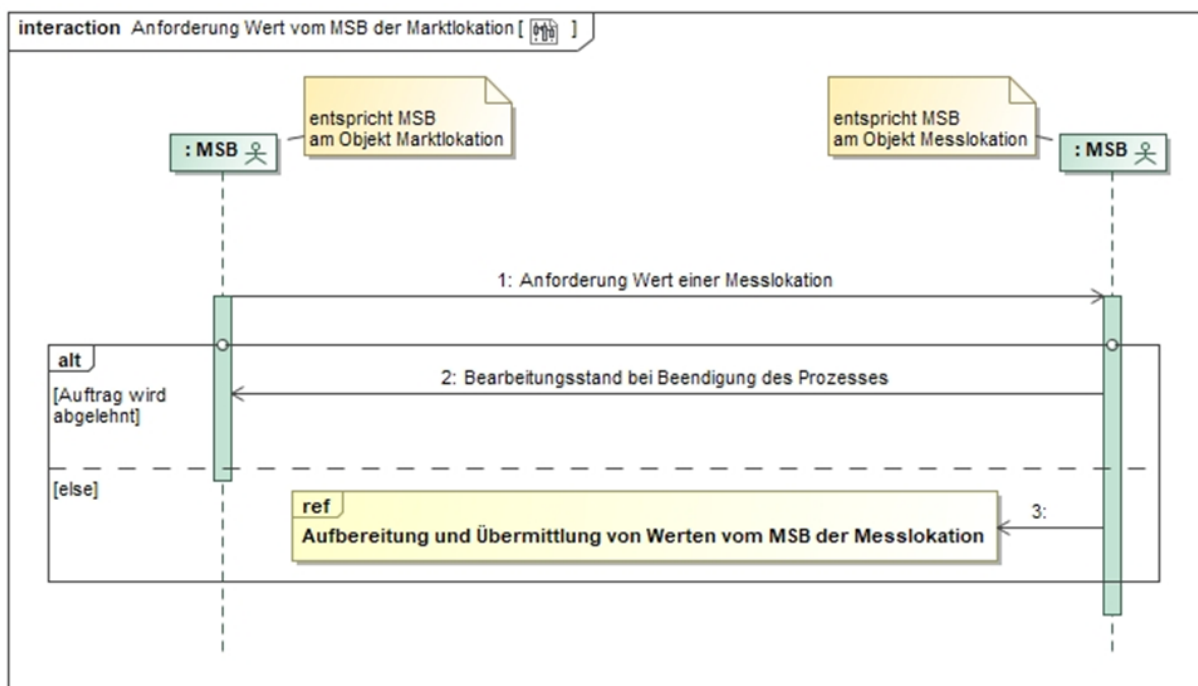 interaction Anforderung Wert vom MSB der Marktlokation [ ]
entspricht MSB
am Objekt Marktlokation
: MSB
entspricht MSB
am Objekt Messlokation
: MSB
1: Anforderung Wert einer Messlokation
alt
[Auftrag wird
abgelehnt]
2: Bearbeitungsstand bei Beendigung des Prozesses
[else]
ref
Aufbereitung und Übermittlung von Werten vom MSB der Messlokation
3: